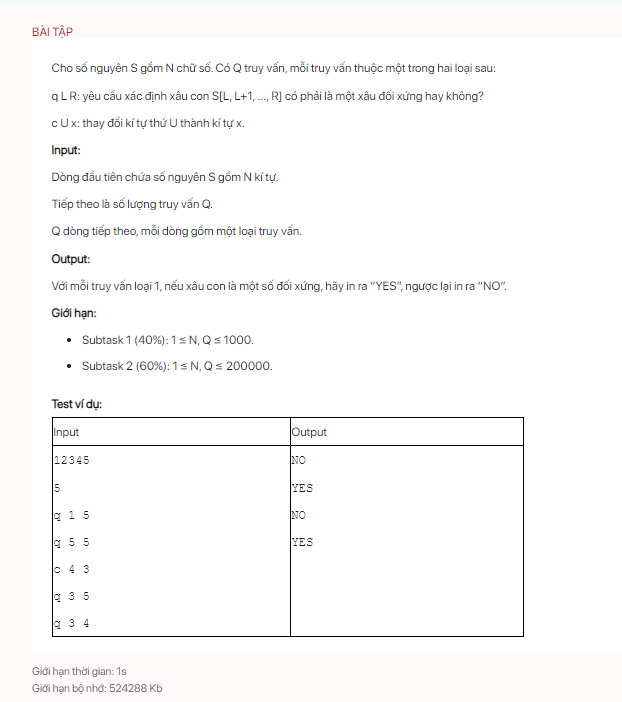 BÀI TẬP
Cho số nguyên S gồm N chữ số. Có Q truy vấn, mỗi truy vấn thuộc một trong hai loại sau:
q L R: yêu cầu xác định xâu con S[L, L+1, ..., R] có phải là một xâu đối xứng hay không?
c U x: thay đổi kí tự thứ U thành kí tự x.
Input:
Dòng đầu tiên chứa số nguyên S gồm N kí tự.
Tiếp theo là số lượng truy vấn Q.
Q dòng tiếp theo, mỗi dòng gồm một loại truy vấn.
Output:
Với mỗi truy vấn loại 1, nếu xâu con là một số đối xứng, hãy in ra "YES", ngược lại in ra "NO".
Giới hạn:
• Subtask 1 (40%): 1 ≤ N, Q ≤ 1000.
• Subtask 2 (60%): 1 ≤ N, Q ≤ 200000.
Test ví dụ:
Input Output
12345 NO
5 YES
q 1 5 NO
q 5 5 YES
c 4 3
q 3 5
q 3 4
Giới hạn thời gian: 1s
Giới hạn bộ nhớ: 524288 Kb